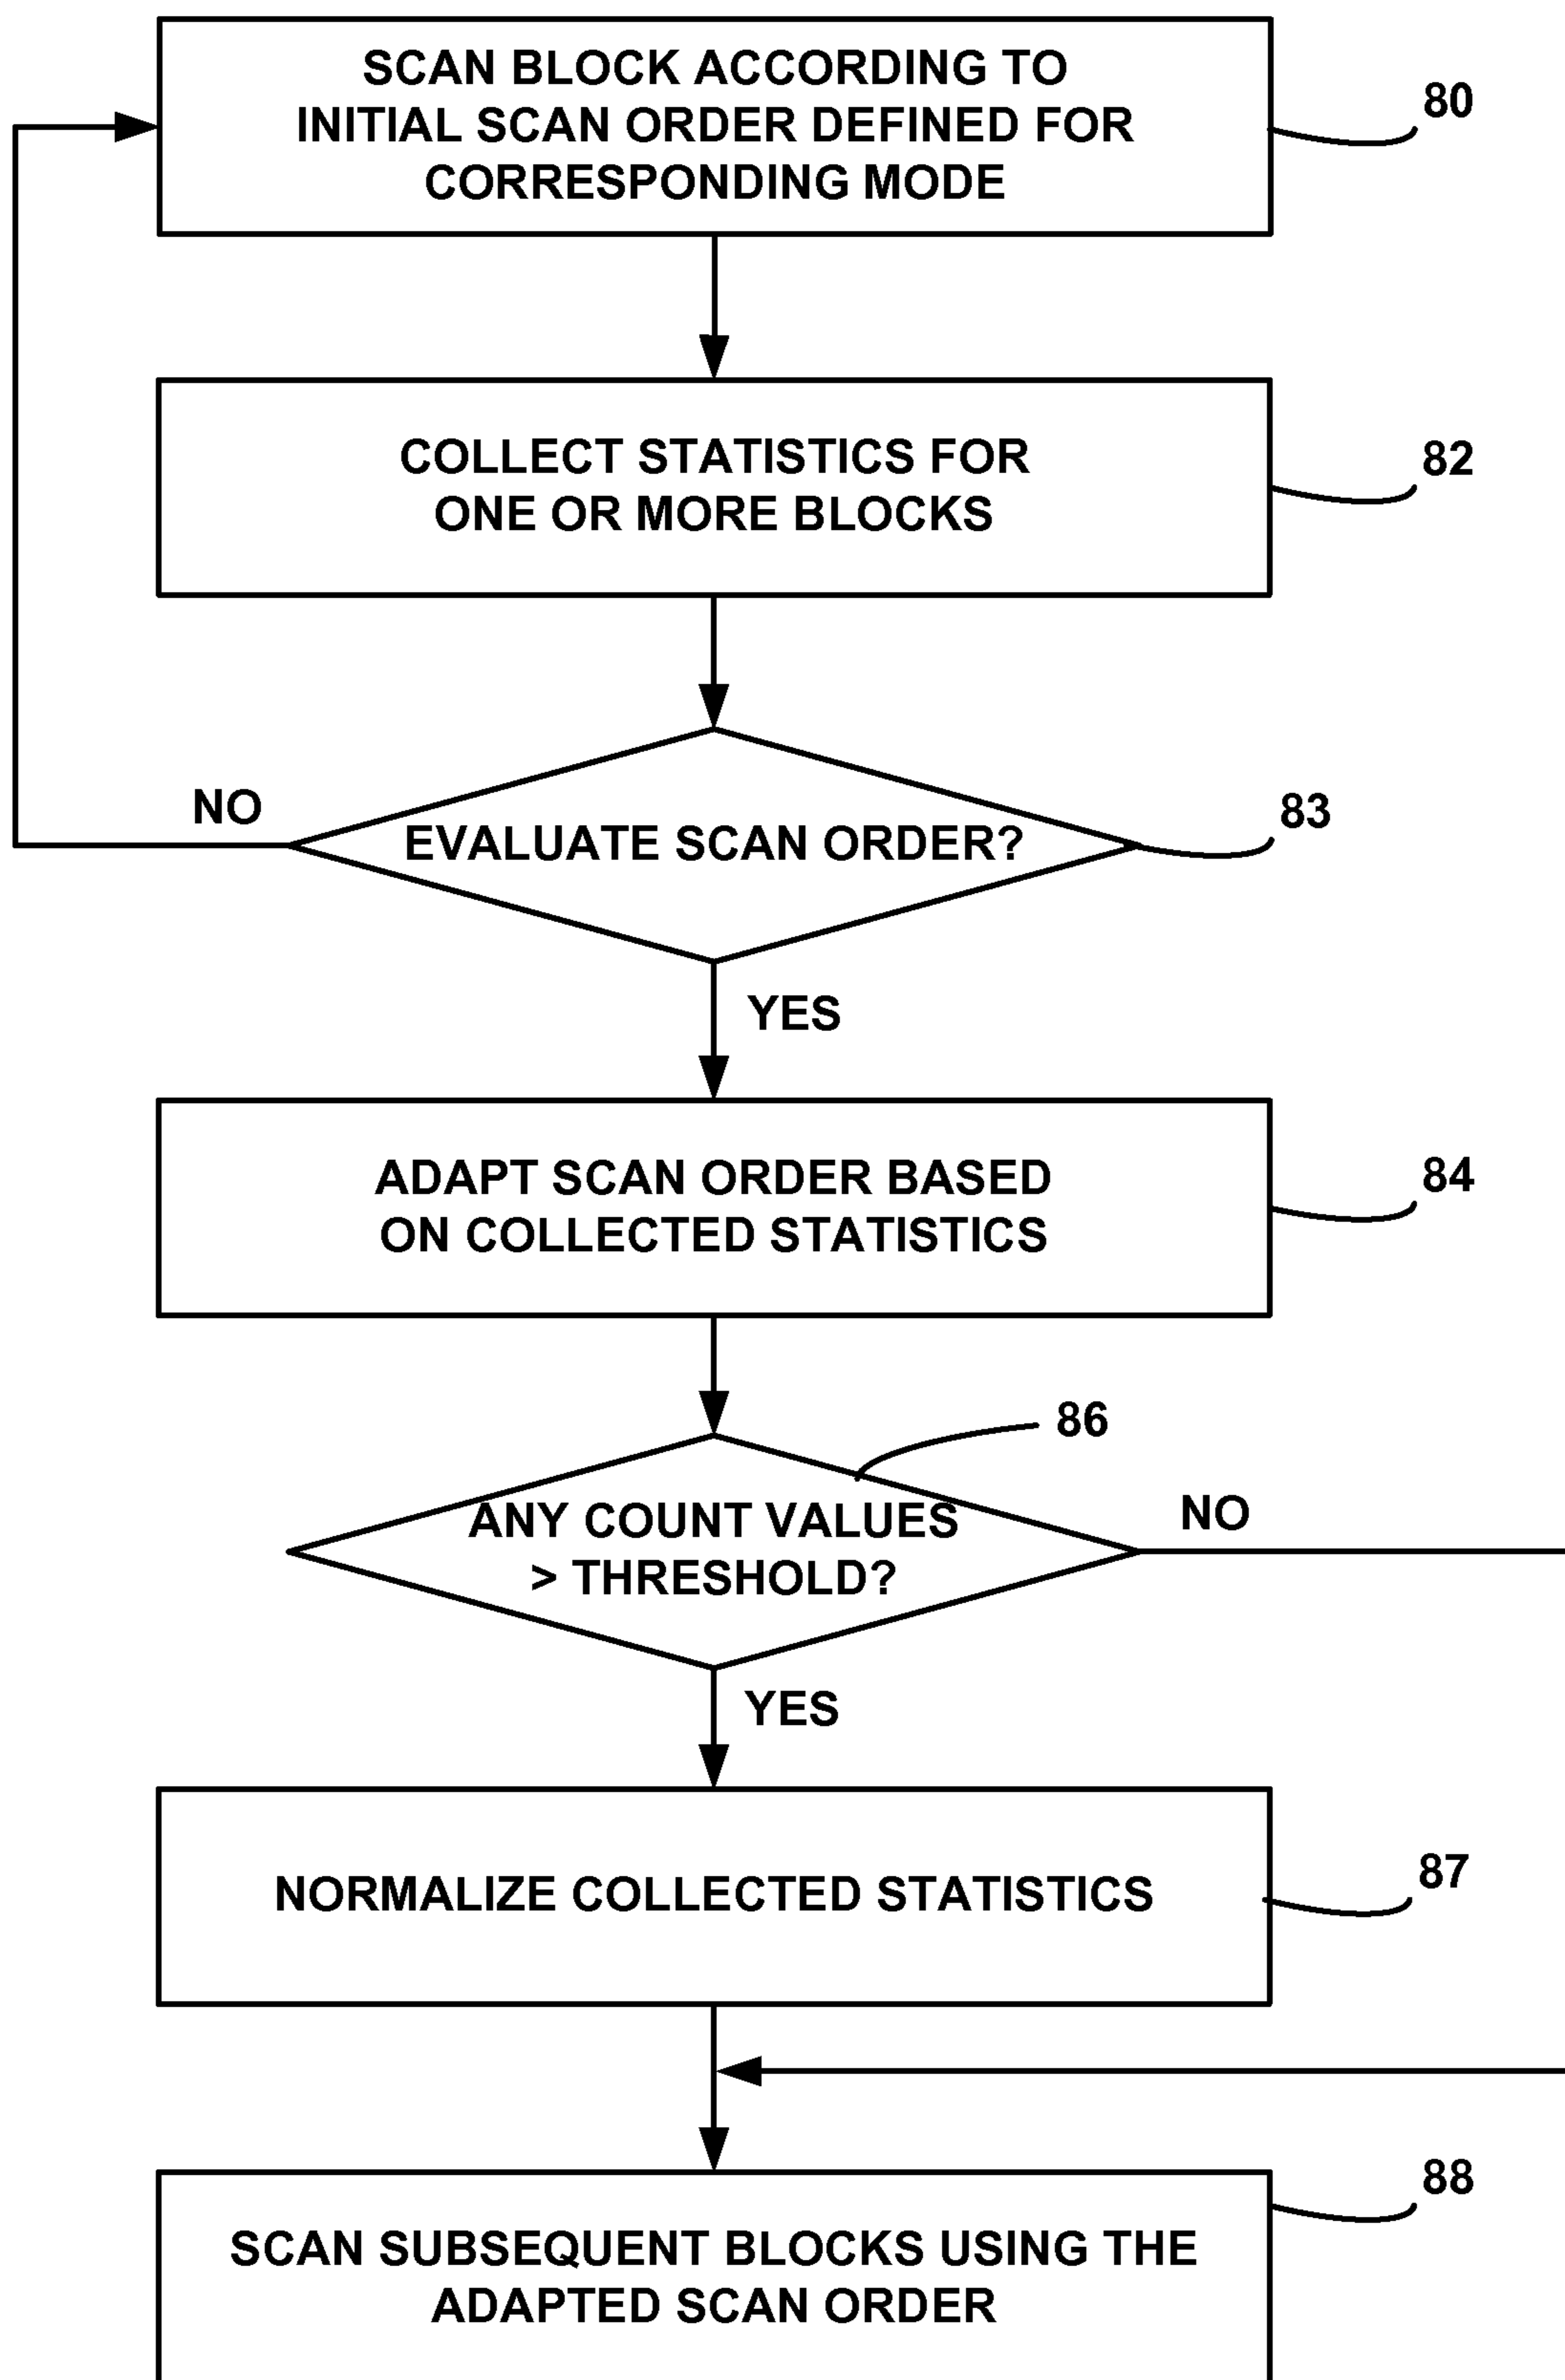 SCAN BLOCK ACCORDING TO
INITIAL SCAN ORDER DEFINED FOR
CORRESPONDING MODE
80
COLLECT STATISTICS FOR
ONE OR MORE BLOCKS
82
NO
EVALUATE SCAN ORDER?
83
YES
ADAPT SCAN ORDER BASED
ON COLLECTED STATISTICS
84
86
ANY COUNT VALUES
> THRESHOLD?
NO
YES
NORMALIZE COLLECTED STATISTICS
87
88
SCAN SUBSEQUENT BLOCKS USING THE
ADAPTED SCAN ORDER